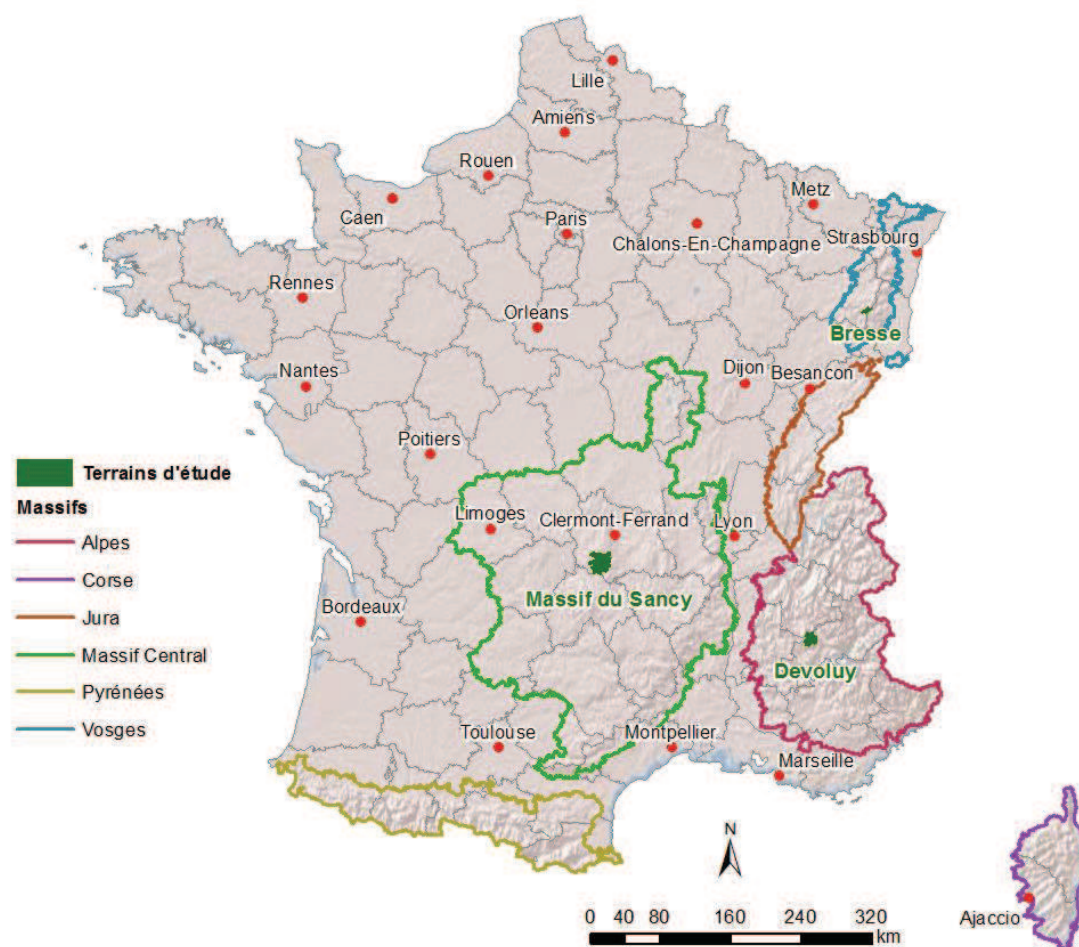 Lille
Amiens
Rouen
Metz
Caen
Paris
Chalons-En-Champagne
Strasbourg
Rennes
Orleans
Bresse
Nantes
Dijon
Besancon
Poitiers
Terrains d'étude
Massifs
Alpes
Corse
Jura
Massif Central
Pyrénées
Vosges
Limoges
Clermont-Ferrand
Lyon
Massif du Sancy
Bordeaux
Devoluy
Toulouse
Montpellier
Marseille
N
Ajaccio
0 40 80 160 240 320
km